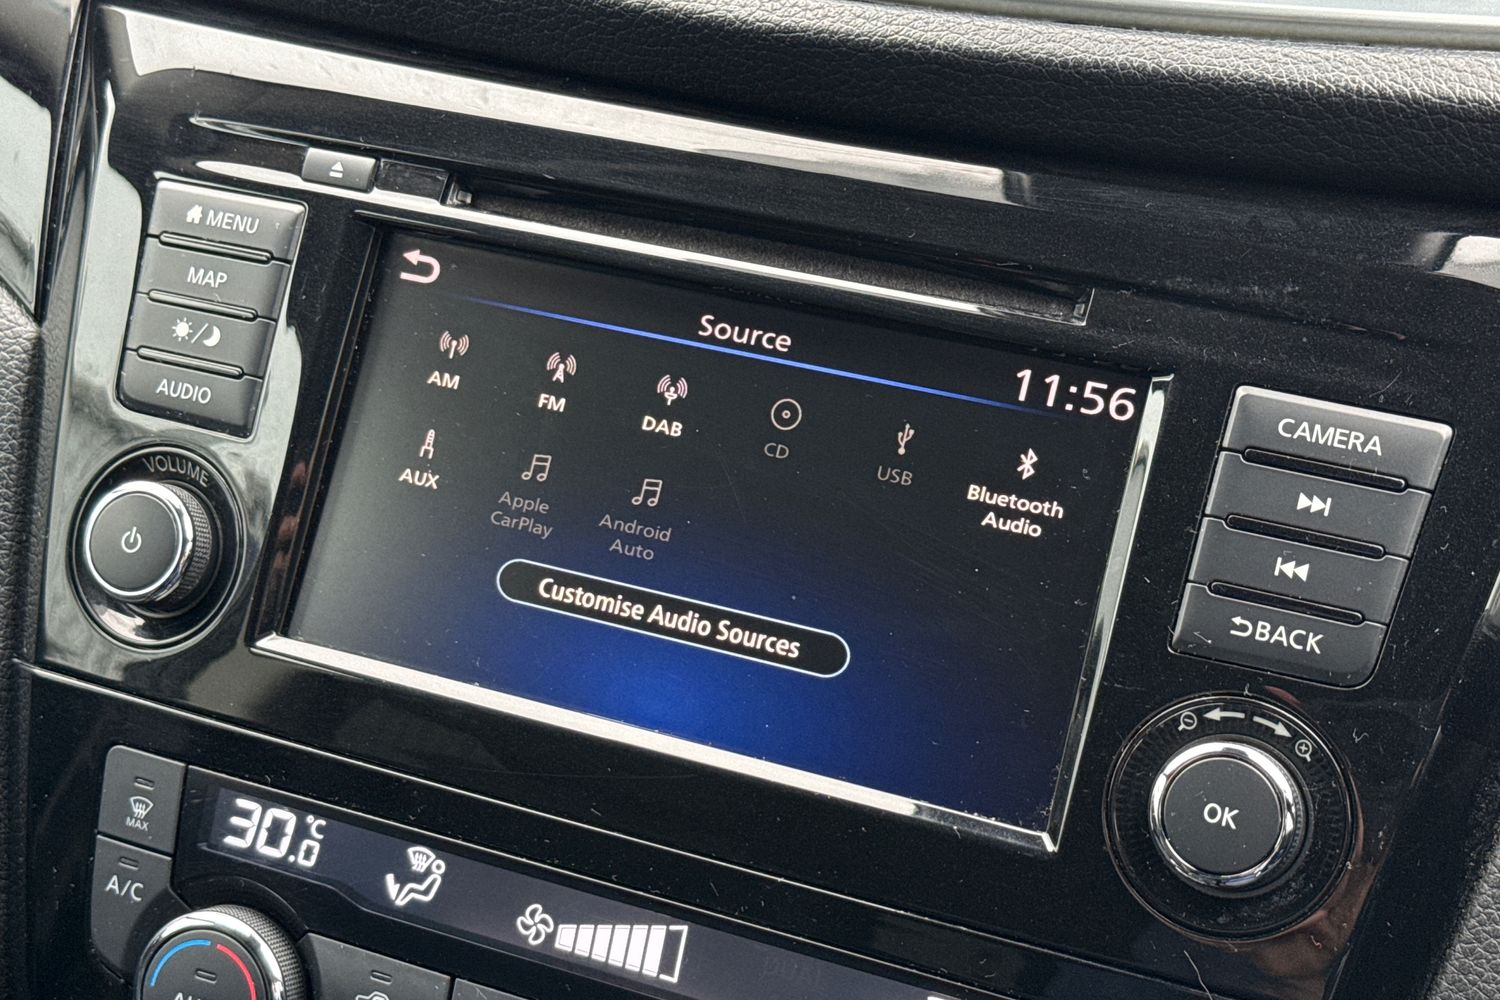 MENU
MAP
AUDIO
VOLUME
Source
11:56
AM
FM
DAB
CD
USB
Bluetooth
Audio
AUX
Apple
CarPlay
Android
Auto
Customise Audio Sources
CAMERA
BACK
OK
MAX
A/C
30.0°C